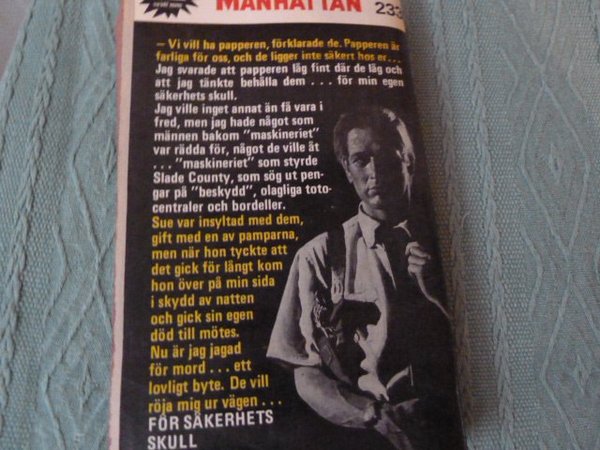 MANHATTAN 233
— Vi vill ha papperen, förklarade de. Papperen är
farliga för oss, och de ligger inte säkert hos er...
Jag svarade att papperen låg fint där de låg och
att jag tänkte behålla dem ... för min egen
säkerhets skull.
Jag ville inget annat än få vara i
fred, men jag hade något som
männen bakom "maskineriet"
var rädda för, något de ville åt
... "maskineriet" som styrde
Slade County, som sög ut pen-
gar på "beskydd", olagliga toto-
centraler och bordeller.
Sue var insyltad med dem,
gift med en av pamparna,
men när hon tyckte att
det gick för långt kom
hon över på min sida
i skydd av natten
och gick sin egen
död till mötes.
Nu är jag jagad
för mord ... ett
lovligt byte. De vill
röja mig ur vägen ...
FÖR SÄKERHETS
SKULL